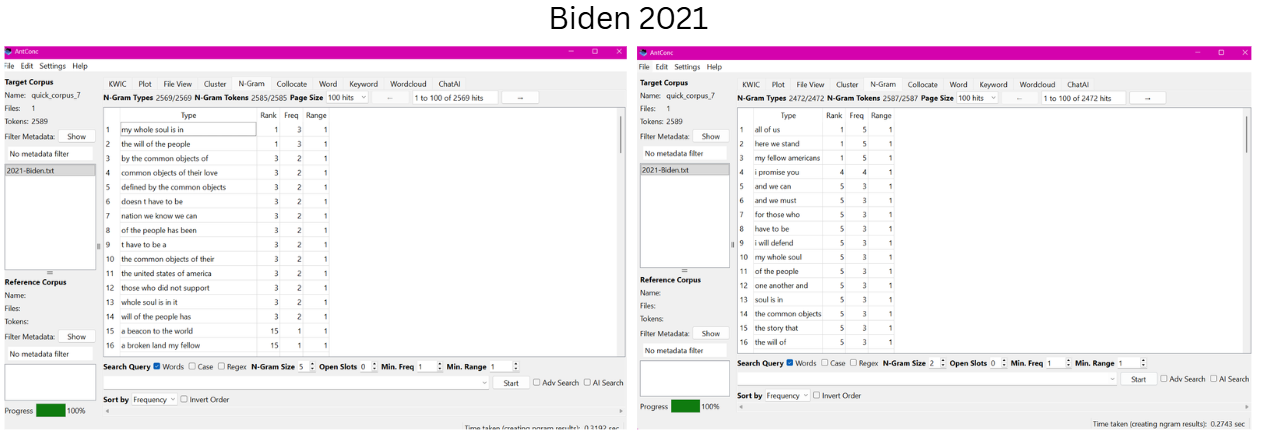 Biden 2021
AntConc
File Edit Settings Help
Target Corpus
Name: quick_corpus_7
Files: 1
Tokens: 2589
Filter Metadata: Show
No metadata filter
2021-Biden.txt
Reference Corpus
Name:
Files:
Tokens:
Filter Metadata: Show
No metadata filter
Progress 100%
KWIC Plot File View Cluster N-Gram Collocate Word Keyword Wordcloud ChatAI
N-Gram Types 2569/2569 N-Gram Tokens 2585/2585 Page Size 100 hits ← 1 to 100 of 2569 hits →
Type Rank Freq Range
1 my whole soul is in 1 3 1
2 the will of the people 1 3 1
3 by the common objects of 3 2 1
4 common objects of their love 3 2 1
5 defined by the common objects 3 2 1
6 doesn t have to be 3 2 1
7 nation we know we can 3 2 1
8 of the people has been 3 2 1
9 t have to be a 3 2 1
10 the common objects of their 3 2 1
11 the united states of america 3 2 1
12 those who did not support 3 2 1
13 whole soul is in it 3 2 1
14 will of the people has 3 2 1
15 a beacon to the world 15 1 1
16 a broken land my fellow 15 1 1
Search Query Words Case Regex N-Gram Size 5 Open Slots 0 Min. Freq 1 Min. Range 1
Start Adv Search AI Search
Sort by Frequency Invert Order
Time taken (creating ngram results): 0.3192 sec
AntConc
File Edit Settings Help
Target Corpus
Name: quick_corpus_7
Files: 1
Tokens: 2589
Filter Metadata: Show
No metadata filter
2021-Biden.txt
Reference Corpus
Name:
Files:
Tokens:
Filter Metadata: Show
No metadata filter
Progress 100%
KWIC Plot File View Cluster N-Gram Collocate Word Keyword Wordcloud ChatAI
N-Gram Types 2472/2472 N-Gram Tokens 2587/2587 Page Size 100 hits ← 1 to 100 of 2472 hits →
Type Rank Freq Range
1 all of us 1 5 1
2 here we stand 1 5 1
3 my fellow americans 1 5 1
4 i promise you 4 4 1
5 and we can 5 3 1
6 and we must 5 3 1
7 for those who 5 3 1
8 have to be 5 3 1
9 i will defend 5 3 1
10 my whole soul 5 3 1
11 of the people 5 3 1
12 one another and 5 3 1
13 soul is in 5 3 1
14 the common objects 5 3 1
15 the story that 5 3 1
16 the will of 5 3 1
Search Query Words Case Regex N-Gram Size 2 Open Slots 0 Min. Freq 1 Min. Range 1
Start Adv Search AI Search
Sort by Frequency Invert Order
Time taken (creating ngram results): 0.2743 sec